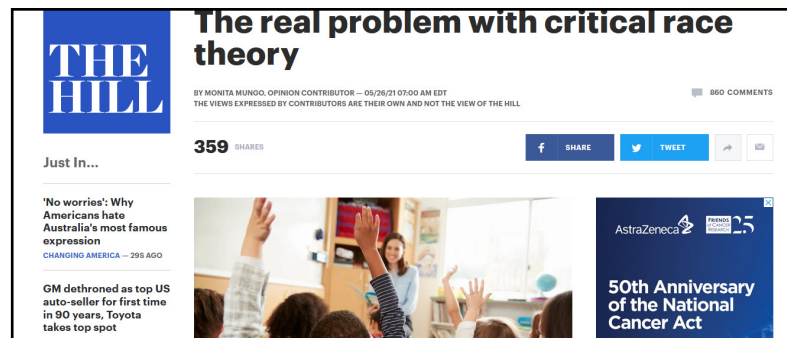 The real problem with critical race
theory
THE
HILL
BY MONITA MUNGO, OPINION CONTRIBUTOR — 05/26/21 07:00 AM EDT
THE VIEWS EXPRESSED BY CONTRIBUTORS ARE THEIR OWN AND NOT THE VIEW OF THE HILL
860 COMMENTS
359 SHARES
SHARE
TWEET
Just In...
'No worries': Why
Americans hate
Australia's most famous
expression
CHANGING AMERICA — 29S AGO
GM dethroned as top US
auto-seller for first time
in 90 years, Toyota
takes top spot
AstraZeneca
FRIENDS
of CANCER
RESEARCH
25
50th Anniversary
of the National
Cancer Act